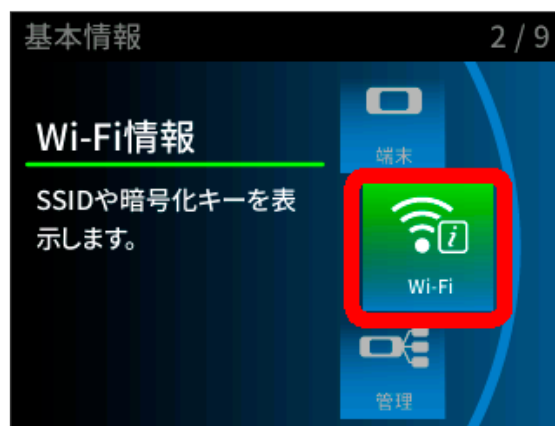 基本情報 2 / 9
Wi-Fi情報
SSIDや暗号化キーを表
示します。
端末
Wi-Fi
管理